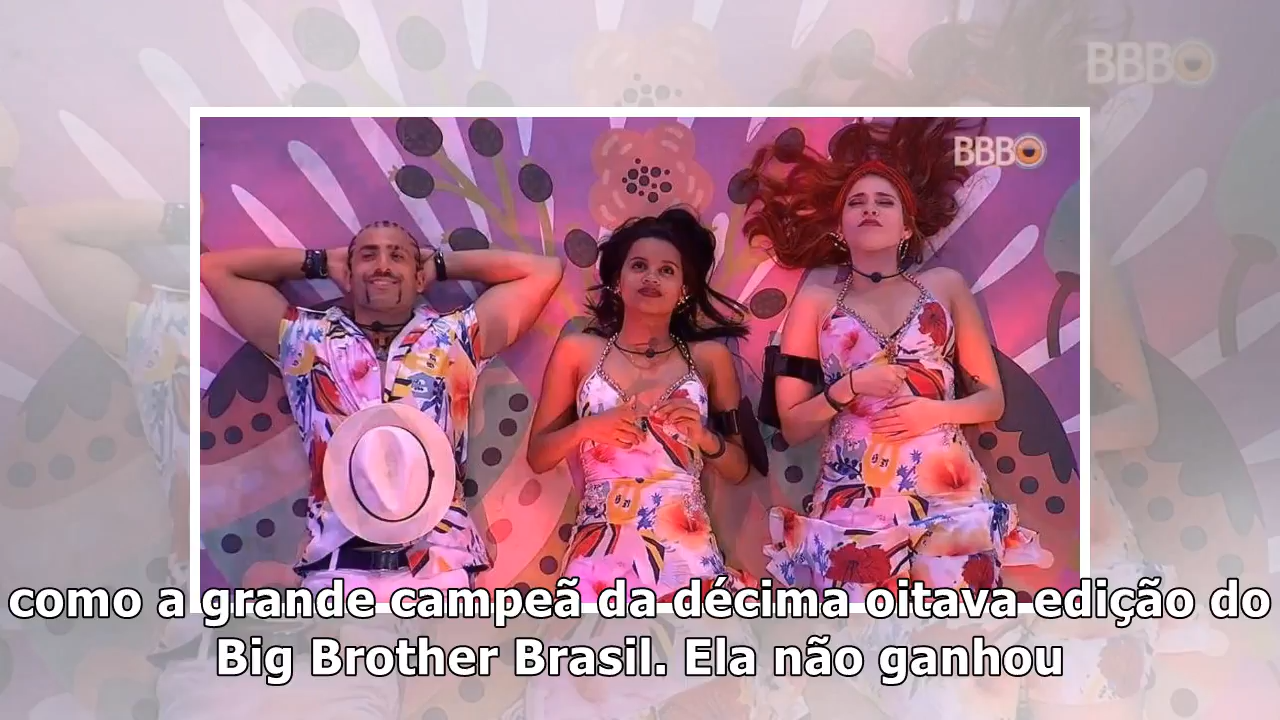 BBB
BBB
como a grande campeã da décima oitava edição do
Big Brother Brasil. Ela não ganhou